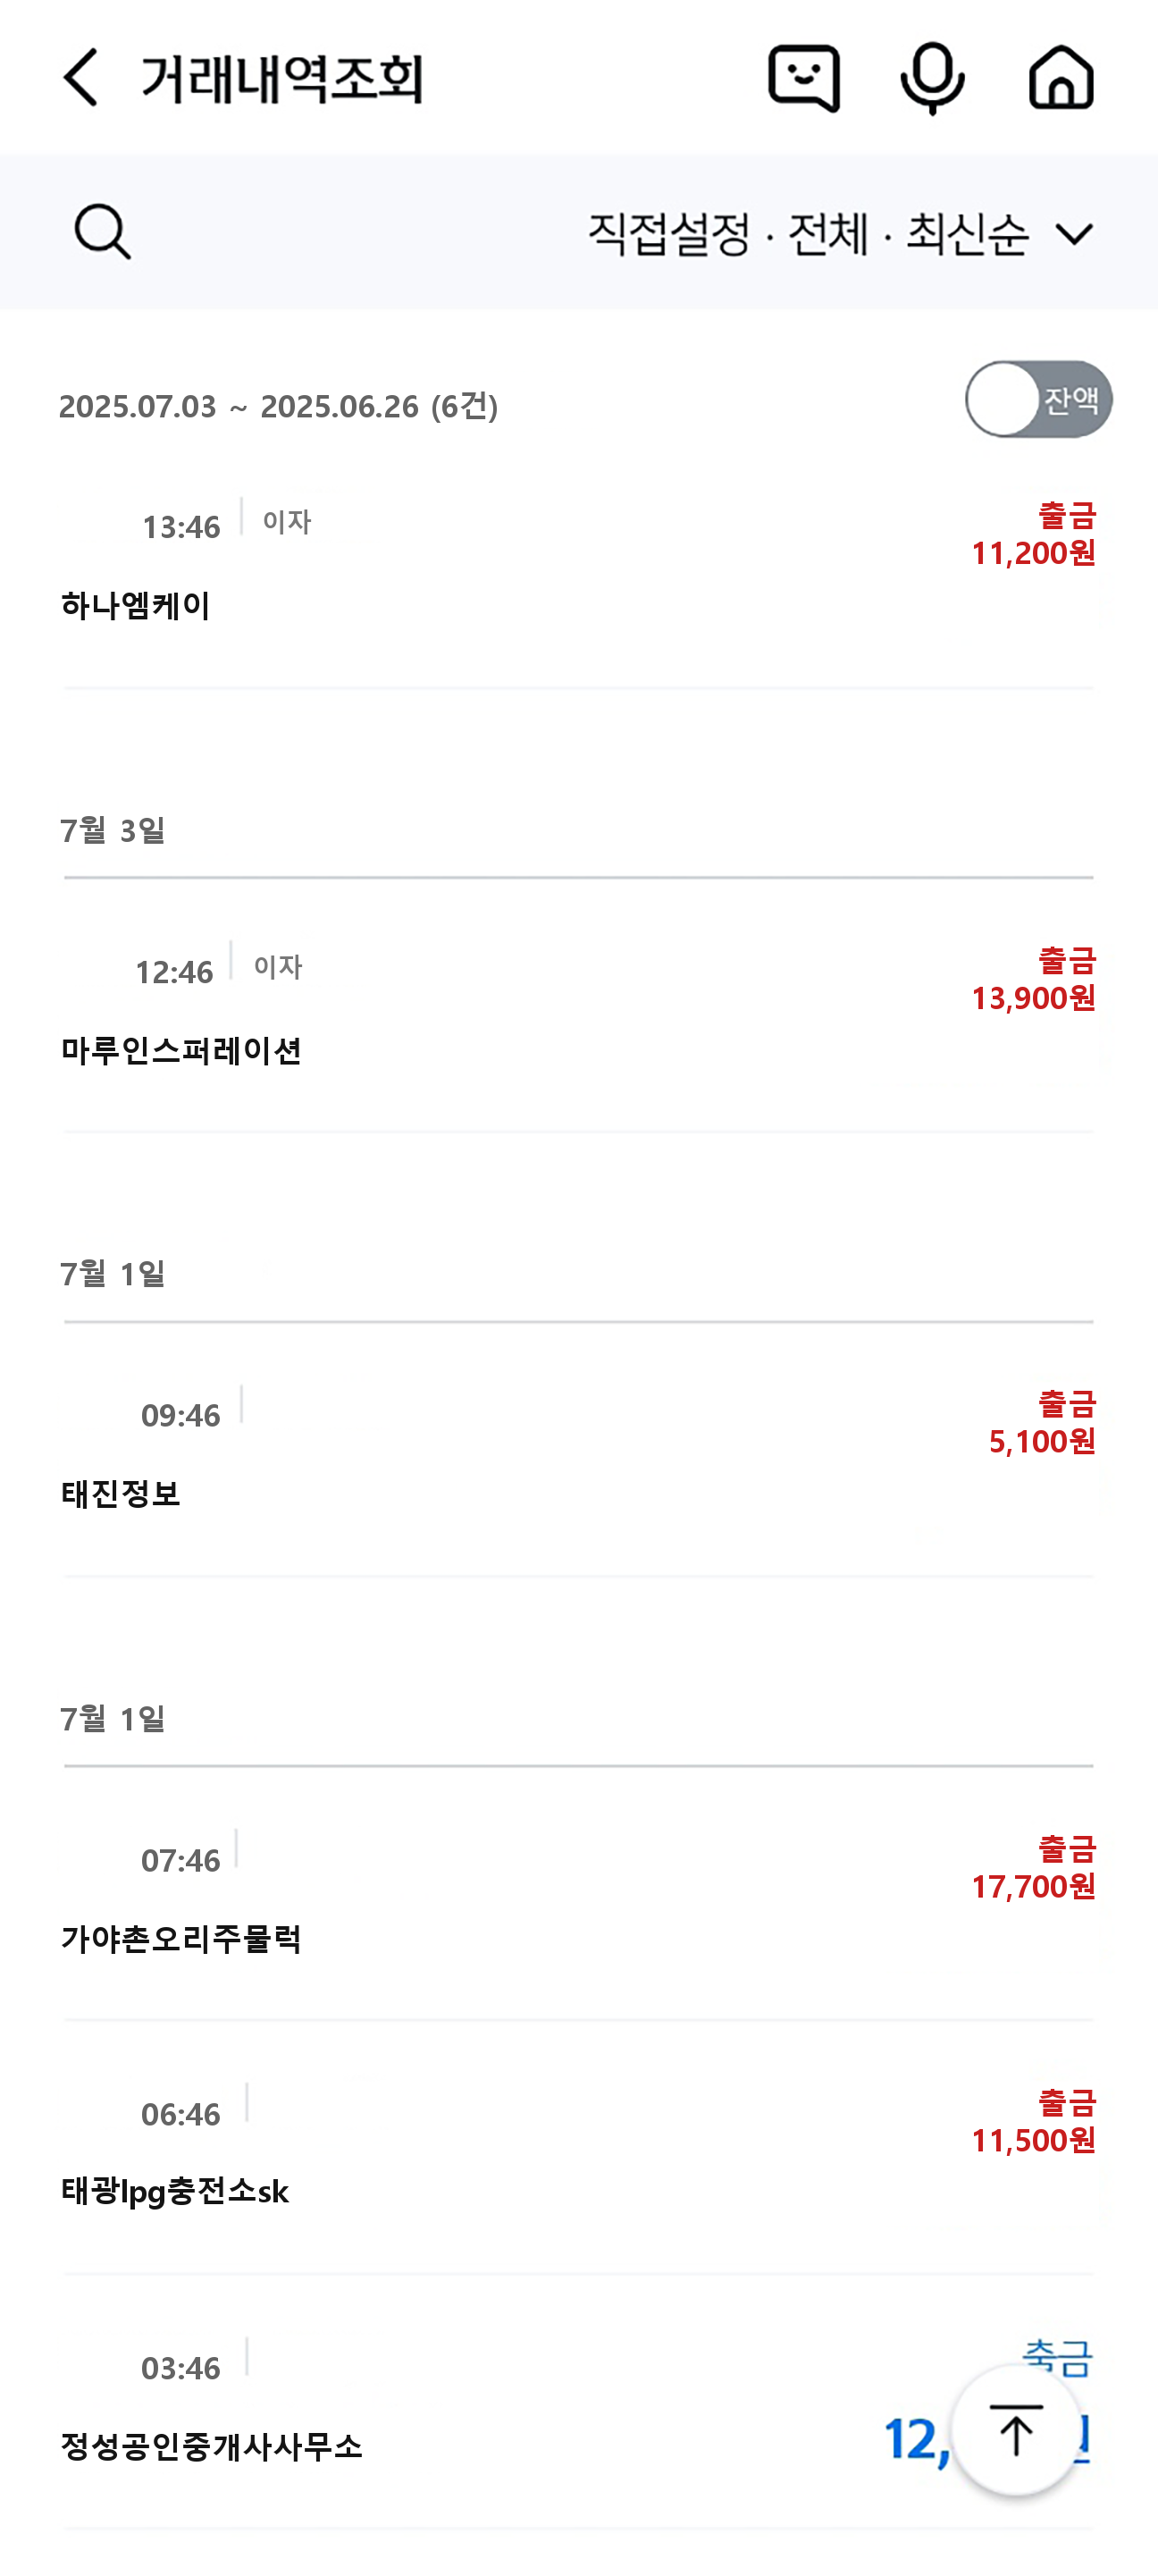 거래내역조회
직접설정 · 전체 · 최신순
2025.07.03 ~ 2025.06.26 (6건)
잔액
13:46 이자
출금
11,200원
하나엠케이
7월 3일
12:46 이자
출금
13,900원
마루인스퍼레이션
7월 1일
09:46
출금
5,100원
태진정보
7월 1일
07:46
출금
17,700원
가야촌오리주물럭
06:46
출금
11,500원
태광lpg충전소sk
03:46
정성공인중개사사무소
12,